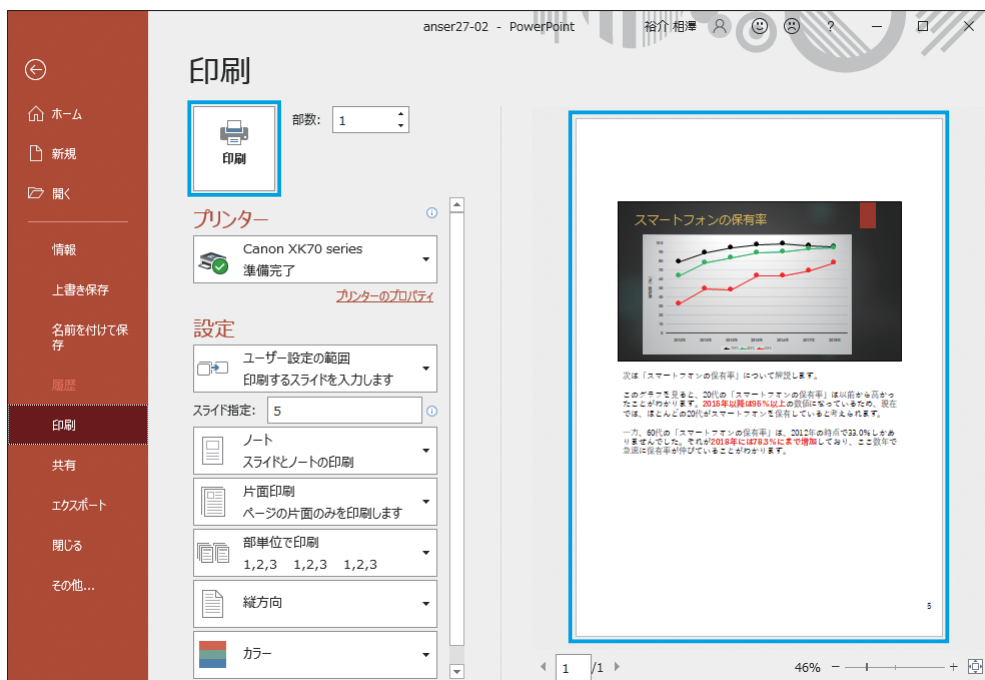 anser27-02 - PowerPoint
裕介 相澤
?
印刷
ホーム
新規
開く
情報
上書き保存
名前を付けて保
存
履歴
印刷
共有
エクスポート
閉じる
その他...
印刷
部数: 1
プリンター
Canon XK70 series
準備完了
プリンターのプロパティ
設定
ユーザー設定の範囲
印刷するスライドを入力します
スライド指定: 5
ノート
スライドとノートの印刷
片面印刷
ページの片面のみを印刷します
部単位で印刷
1,2,3 1,2,3 1,2,3
縦方向
カラー
スマートフォンの保有率
次は「スマートフォンの保有率」について解説します。
このグラフを見ると、20代の「スマートフォンの保有率」は以前から高かっ
たことがわかります。2015年以降は95%以上の数値になっているため、現在
では、ほとんどの20代がスマートフォンを保有していると考えられます。
一方、60代の「スマートフォンの保有率」は、2012年の時点で33.0%しかあ
りませんでした。それが2018年には78.3%にまで増加しており、ここ数年で
急速に保有率が伸びていることがわかります。
5
1 /1
46%